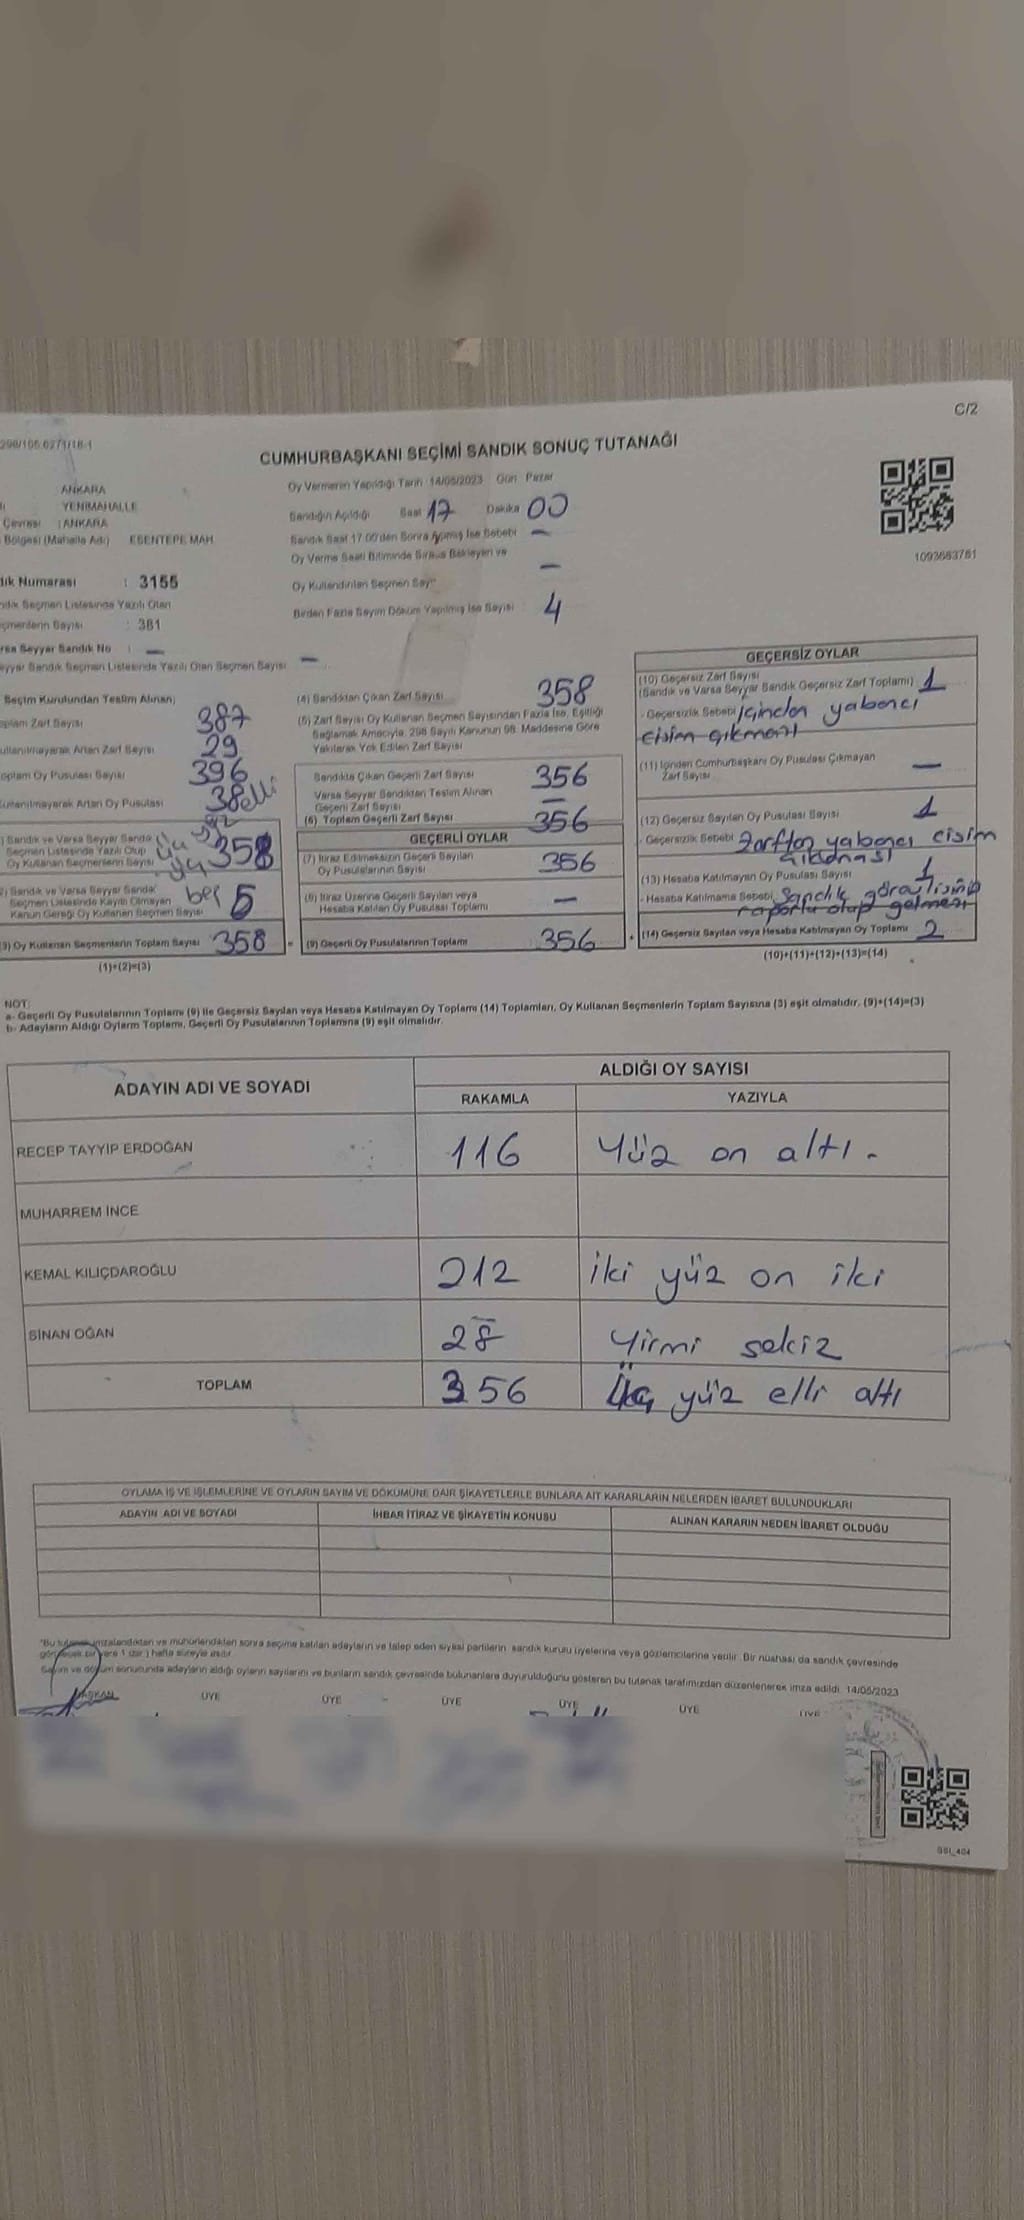 C/2
298/105.6271/18-1
CUMHURBAŞKANI SEÇİMİ SANDIK SONUÇ TUTANAĞI
ANKARA
YENİMAHALLE
Çevresi : ANKARA
Bölgesi (Mahalle Adı) ESENTEPE MAH.
Numarası : 3155
Seçmen Listesinde Yazılı Olan
Sayısı : 381
Seyyar Sandık No : —
Seyyar Sandık Seçmen Listesinde Yazılı Olan Seçmen Sayısı : —
Oy Vermenin Yapıldığı Tarih 14/05/2023 Gün Pazar
Sandığın Açıldığı Saat 17 Dakika 00
Sandık Saat 17.00'den Sonra Açılmış İse Sebebi —
Oy Verme Saati Bitiminde Sırada Bekleyen ve
Oy Kullandırılan Seçmen Sayısı —
Birden Fazla Sayım Döküm Yapılmış İse Sayısı : 4
1093683761
Seçim Kurulundan Teslim Alınan;
Zarf Sayısı 387
Kullanılmayarak Artan Zarf Sayısı 29
Toplam Oy Pusulası Sayısı 396
Kullanılmayarak Artan Oy Pusulası 38
Sandık ve Varsa Seyyar Sandık
Seçmen Listesinde Yazılı Olup
Oy Kullanan Seçmenlerin Sayısı 358
Sandık ve Varsa Seyyar Sandık
Seçmen Listesinde Kayıtlı Olmayan
Kanun Gereği Oy Kullanan Seçmen Sayısı beş 5
(3) Oy Kullanan Seçmenlerin Toplam Sayısı 358
(1)+(2)=(3)
(4) Sandıktan Çıkan Zarf Sayısı 358
(5) Zarf Sayısı Oy Kullanan Seçmen Sayısından Fazla İse, Eşitliği
Sağlamak Amacıyla, 298 Sayılı Kanunun 98. Maddesine Göre
Yakılarak Yok Edilen Zarf Sayısı
Sandıkta Çıkan Geçerli Zarf Sayısı 356
Varsa Seyyar Sandıktan Teslim Alınan
Geçerli Zarf Sayısı —
(6) Toplam Geçerli Zarf Sayısı 356
GEÇERLİ OYLAR
(7) İtiraz Edilmeksizin Geçerli Sayılan
Oy Pusulalarının Sayısı 356
(8) İtiraz Üzerine Geçerli Sayılan veya
Hesaba Katılan Oy Pusulası Toplamı —
(9) Geçerli Oy Pusulalarının Toplamı 356
GEÇERSİZ OYLAR
(10) Geçersiz Zarf Sayısı
(Sandık ve Varsa Seyyar Sandık Geçersiz Zarf Toplamı) 1
- Geçersizlik Sebebi İçinden yabancı
cisim çıkması
(11) İçinden Cumhurbaşkanı Oy Pusulası Çıkmayan
Zarf Sayısı —
(12) Geçersiz Sayılan Oy Pusulası Sayısı 1
- Geçersizlik Sebebi Zarftan yabancı cisim
çıkması
(13) Hesaba Katılmayan Oy Pusulası Sayısı 1
- Hesaba Katılmama Sebebi Sandık görevlisinin
raporlu olup gelmesi
(14) Geçersiz Sayılan veya Hesaba Katılmayan Oy Toplamı 2
(10)+(11)+(12)+(13)=(14)
NOT:
a- Geçerli Oy Pusulalarının Toplamı (9) ile Geçersiz Sayılan veya Hesaba Katılmayan Oy Toplamı (14) Toplamları, Oy Kullanan Seçmenlerin Toplam Sayısına (3) eşit olmalıdır. (9)+(14)=(3)
b- Adayların Aldığı Oyların Toplamı, Geçerli Oy Pusulalarının Toplamına (9) eşit olmalıdır.
ADAYIN ADI VE SOYADI ALDIĞI OY SAYISI
RAKAMLA YAZIYLA
RECEP TAYYİP ERDOĞAN 116 Yüz on altı.
MUHARREM İNCE
KEMAL KILIÇDAROĞLU 212 iki yüz on iki
SİNAN OĞAN 28 Yirmi sekiz
TOPLAM 356 Üç yüz elli altı
OYLAMA İŞ VE İŞLEMLERİNE VE OYLARIN SAYIM VE DÖKÜMÜNE DAİR ŞİKAYETLERLE BUNLARA AİT KARARLARIN NELERDEN İBARET BULUNDUKLARI
ADAYIN ADI VE SOYADI İHBAR İTİRAZ VE ŞİKAYETİN KONUSU ALINAN KARARIN NEDEN İBARET OLDUĞU
"Bu tutanak imzalandıktan ve mühürlendikten sonra seçime katılan adayların ve talep eden siyasi partilerin sandık kurulu üyelerine veya gözlemcilerine verilir. Bir nüshası da sandık çevresinde
bir yere 1 (bir) hafta süreyle asılır.
Sayım ve döküm sonucunda adayların aldığı oyların sayılarını ve bunların sandık çevresinde bulunanlara duyurulduğunu gösteren bu tutanak tarafımızdan düzenlenerek imza edildi. 14/05/2023
BAŞKAN ÜYE ÜYE ÜYE ÜYE ÜYE ÜYE